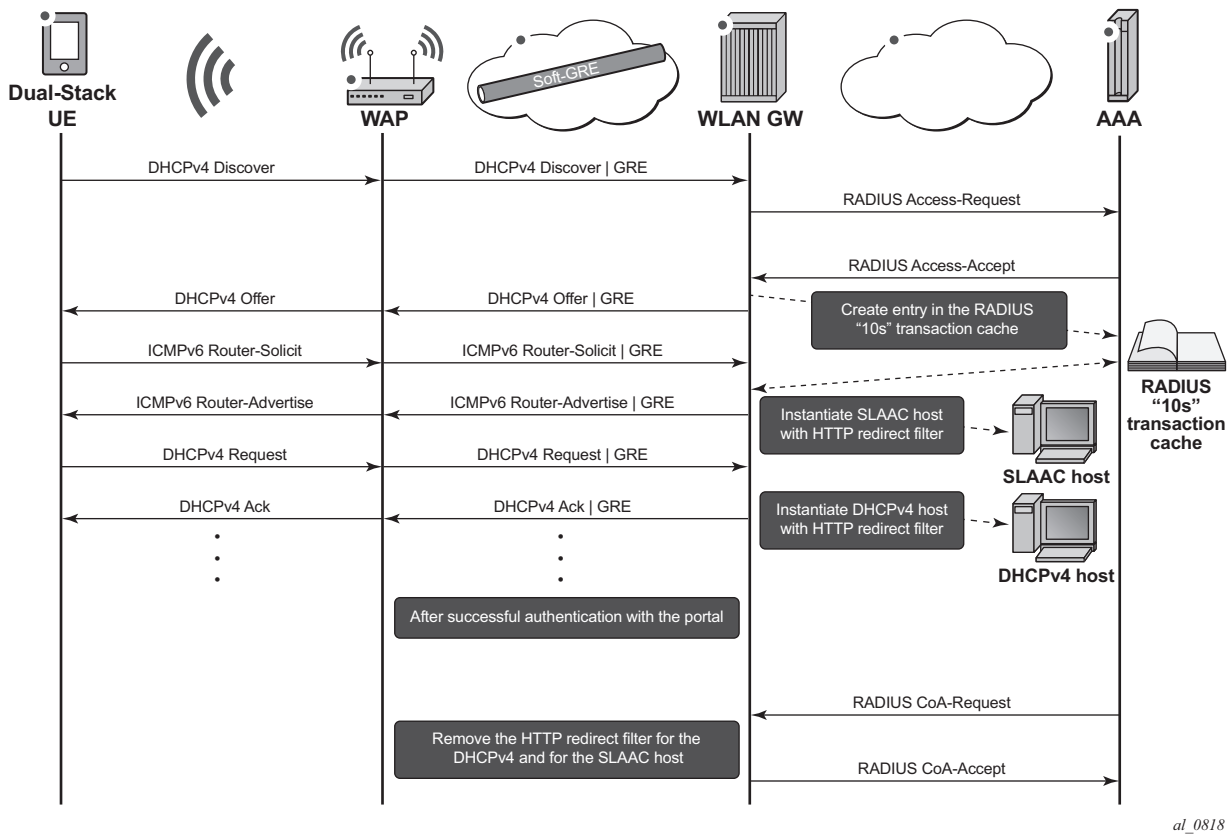 Soft-GRE
Dual-Stack
UE
WAP
WLAN GW
AAA
DHCPv4 Discover
DHCPv4 Discover | GRE
RADIUS Access-Request
RADIUS Access-Accept
DHCPv4 Offer
DHCPv4 Offer | GRE
Create entry in the RADIUS
“10s” transaction cache
ICMPv6 Router-Solicit
ICMPv6 Router-Solicit | GRE
RADIUS
“10s”
transaction
cache
ICMPv6 Router-Advertise
ICMPv6 Router-Advertise | GRE
Instantiate SLAAC host
with HTTP redirect filter
SLAAC host
DHCPv4 Request
DHCPv4 Request | GRE
DHCPv4 Ack
DHCPv4 Ack | GRE
Instantiate DHCPv4 host
with HTTP redirect filter
DHCPv4 host
After successful authentication with the portal
RADIUS CoA-Request
Remove the HTTP redirect filter for the
DHCPv4 and for the SLAAC host
RADIUS CoA-Accept
al_0818